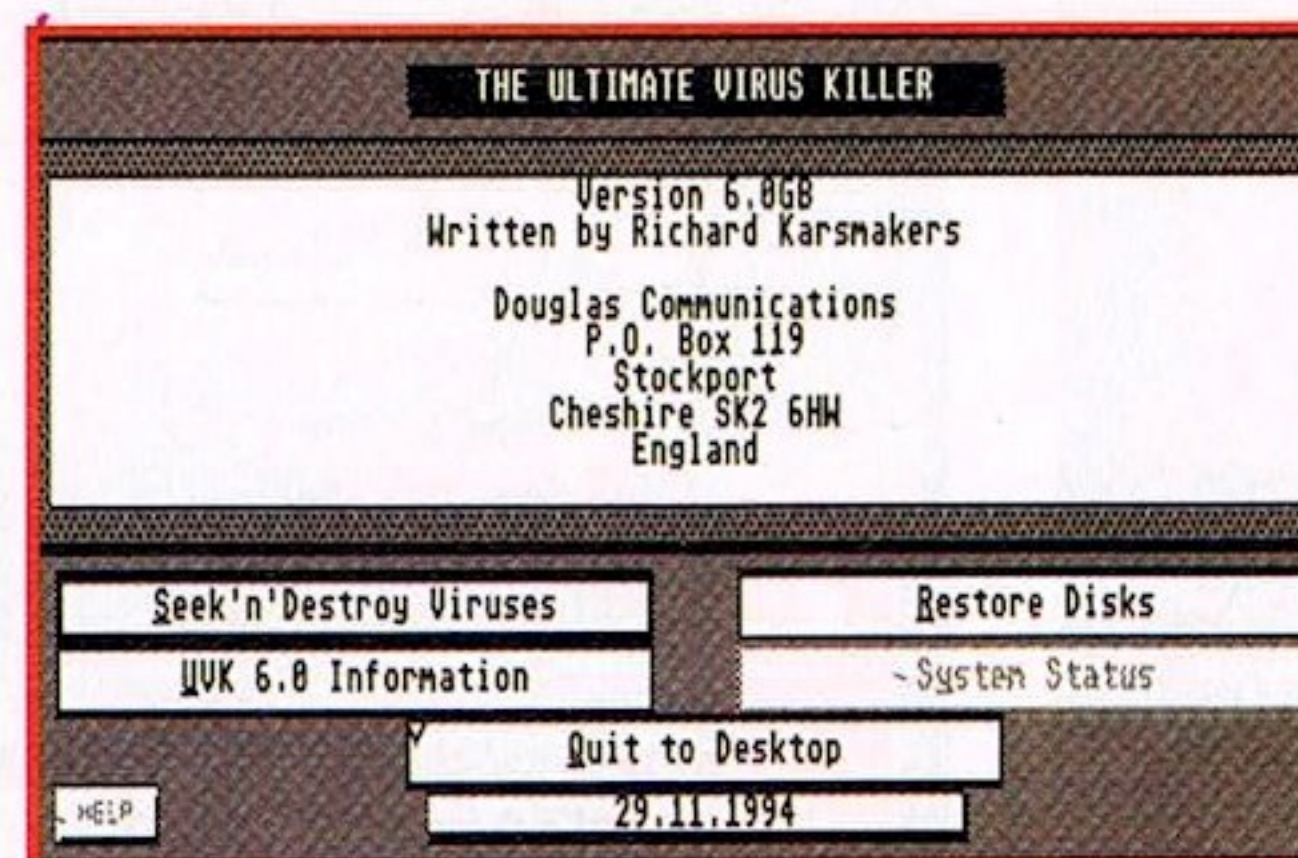 THE ULTIMATE VIRUS KILLER
Version 6.0GB
Written by Richard Karsmakers
Douglas Communications
P.O. Box 119
Stockport
Cheshire SK2 6HW
England
Seek'n'Destroy Viruses
Restore Disks
UVK 6.0 Information
System Status
Quit to Desktop
HELP
29.11.1994